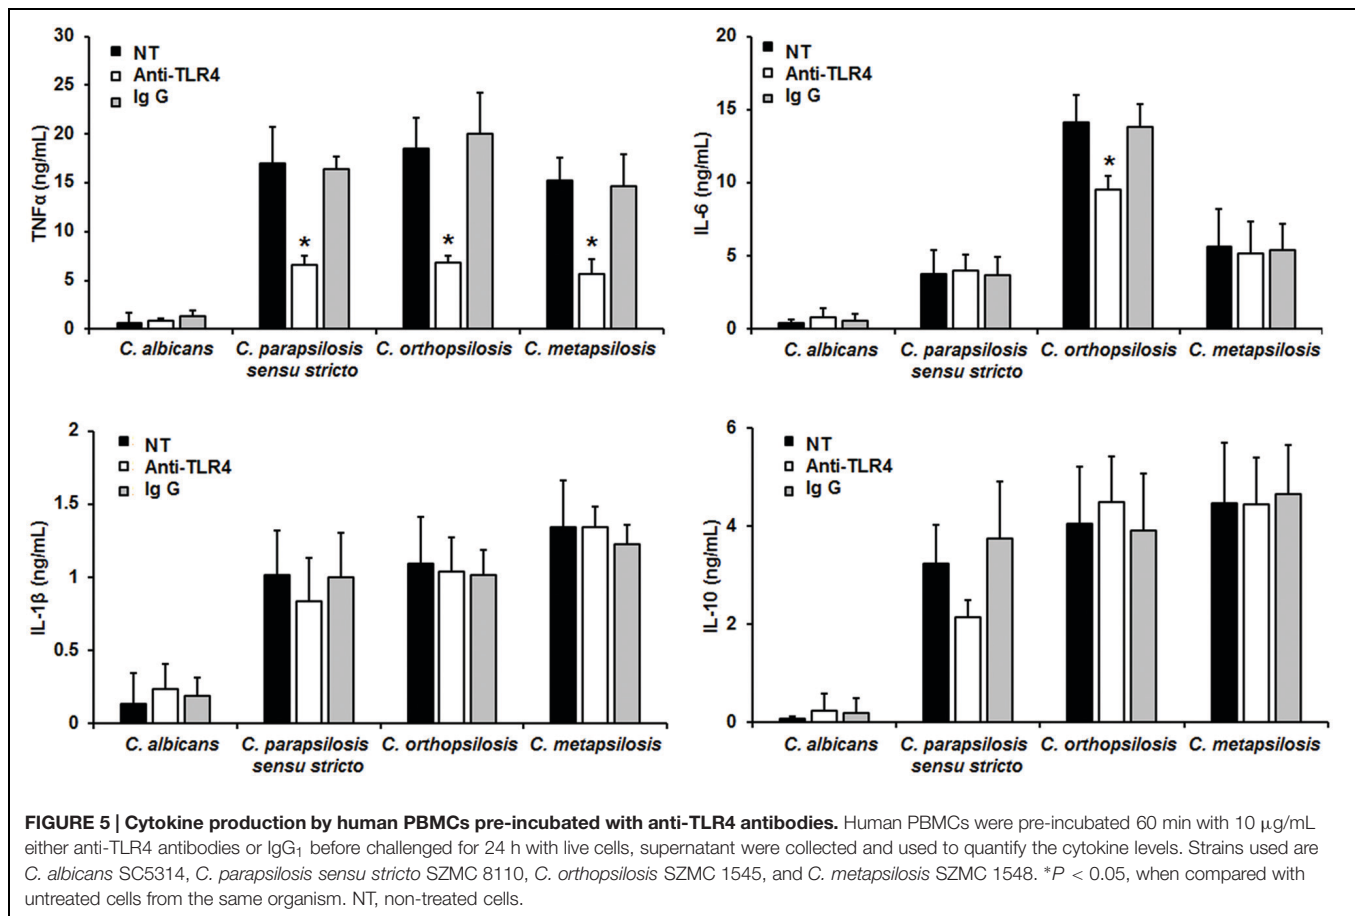 30
25
20
15
10
5
0
TNFα (ng/mL)
NT
Anti-TLR4
Ig G
*
*
*
C. albicans
C. parapsilosis
sensu stricto
C. orthopsilosis
C. metapsilosis
20
15
10
5
0
IL-6 (ng/mL)
NT
Anti-TLR4
Ig G
*
C. albicans
C. parapsilosis
sensu stricto
C. orthopsilosis
C. metapsilosis
2
1.5
1
0.5
0
IL-1β (ng/mL)
NT
Anti-TLR4
Ig G
C. albicans
C. parapsilosis
sensu stricto
C. orthopsilosis
C. metapsilosis
6
4
2
0
IL-10 (ng/mL)
NT
Anti-TLR4
Ig G
C. albicans
C. parapsilosis
sensu stricto
C. orthopsilosis
C. metapsilosis
FIGURE 5 | Cytokine production by human PBMCs pre-incubated with anti-TLR4 antibodies. Human PBMCs were pre-incubated 60 min with 10 μg/mL
either anti-TLR4 antibodies or IgG₁ before challenged for 24 h with live cells, supernatant were collected and used to quantify the cytokine levels. Strains used are
C. albicans SC5314, C. parapsilosis sensu stricto SZMC 8110, C. orthopsilosis SZMC 1545, and C. metapsilosis SZMC 1548. *P < 0.05, when compared with
untreated cells from the same organism. NT, non-treated cells.